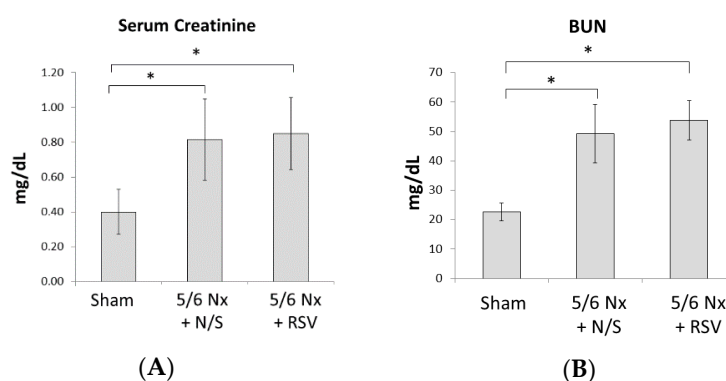 Serum Creatinine
*
*
mg/dL
1.20
1.00
0.80
0.60
0.40
0.20
0.00
Sham
5/6 Nx
+ N/S
5/6 Nx
+ RSV
(A)
BUN
*
*
mg/dL
70
60
50
40
30
20
10
0
Sham
5/6 Nx
+ N/S
5/6 Nx
+ RSV
(B)